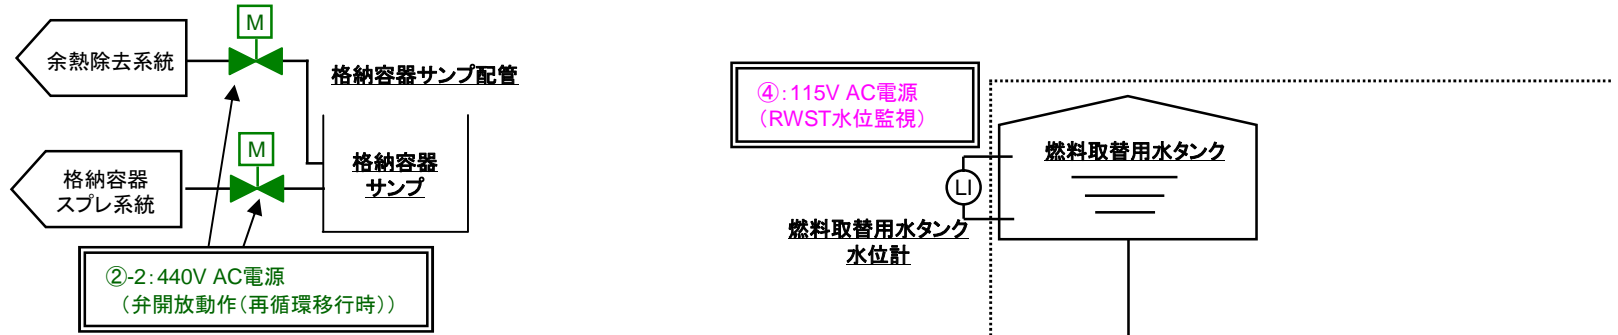 M
余熱除去系統
格納容器サンプ配管
M
格納容器
サンプ
格納容器
スプレ系統
②-2:440V AC電源
(弁開放動作(再循環移行時))
④:115V AC電源
(RWST水位監視)
燃料取替用水タンク
LI
燃料取替用水タンク
水位計